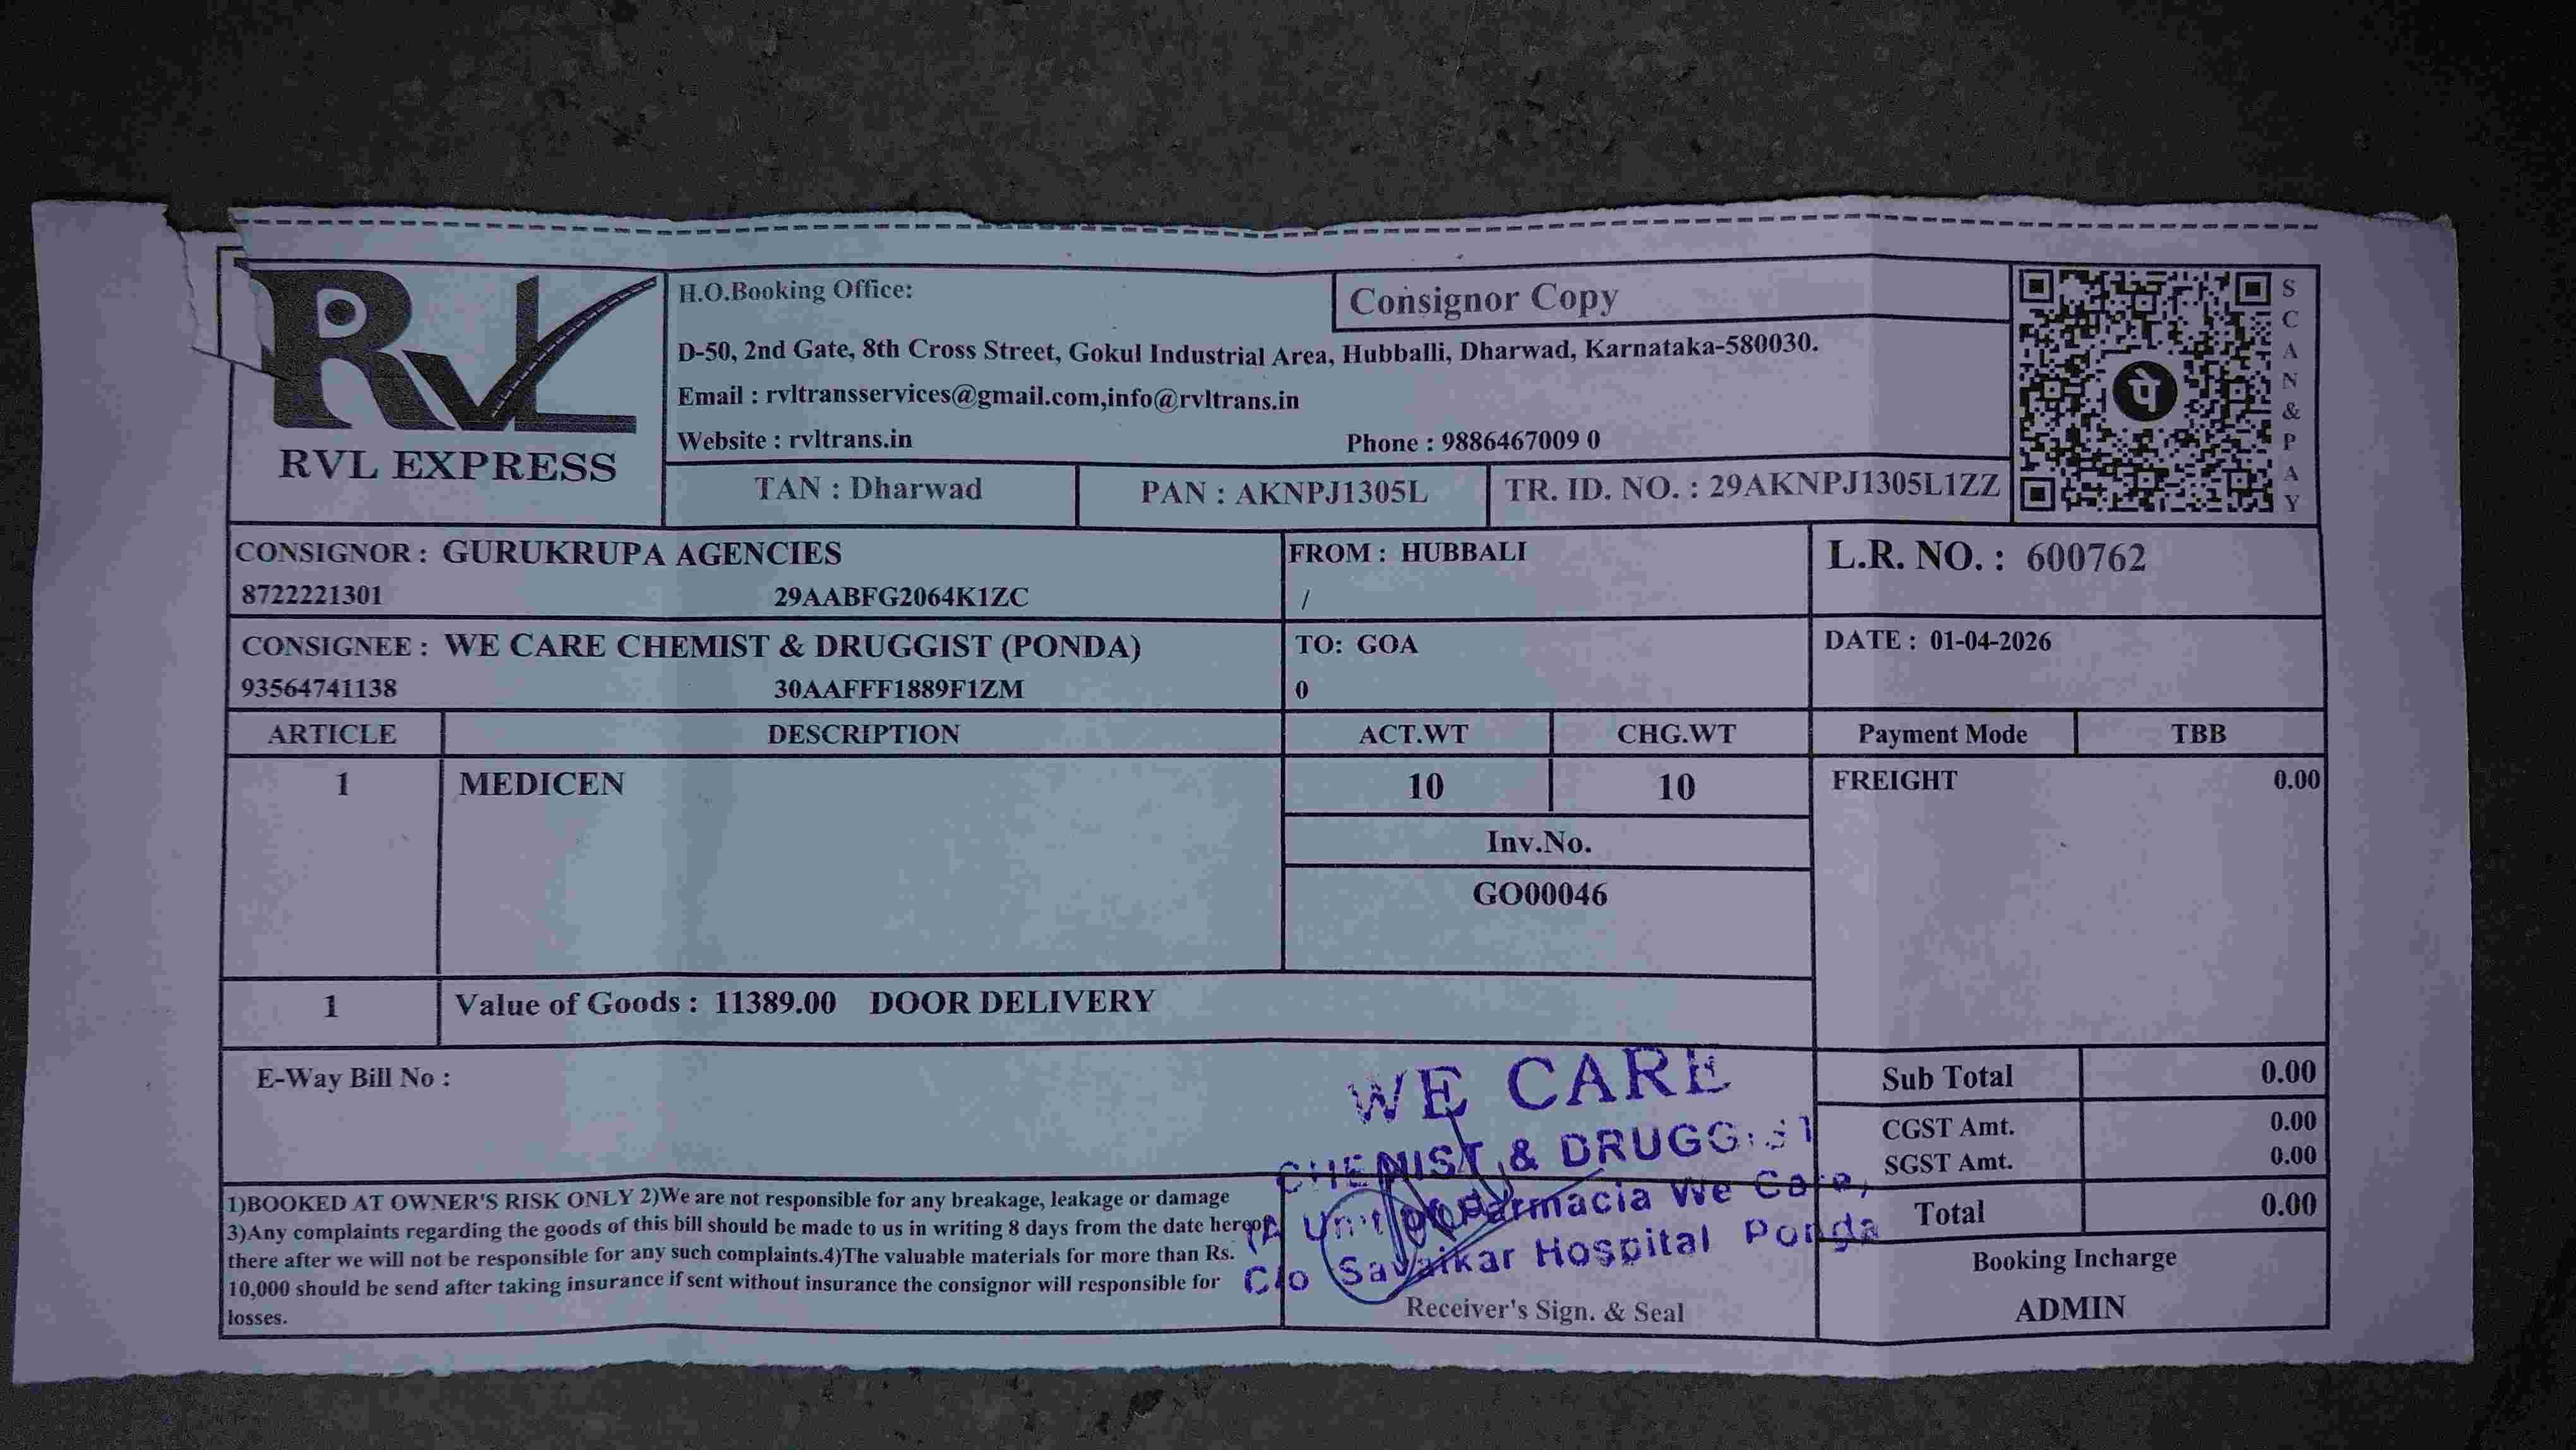 RVL
RVL EXPRESS
H.O.Booking Office:
Consignor Copy
D-50, 2nd Gate, 8th Cross Street, Gokul Industrial Area, Hubballi, Dharwad, Karnataka-580030.
Email : rvltransservices@gmail.com,info@rvltrans.in
Website : rvltrans.in Phone : 9886467009 0
TAN : Dharwad PAN : AKNPJ1305L TR. ID. NO. : 29AKNPJ1305L1ZZ
पे
SCAN&PAY
CONSIGNOR : GURUKRUPA AGENCIES FROM : HUBBALI L.R. NO. : 600762
8722221301 29AABFG2064K1ZC /
CONSIGNEE : WE CARE CHEMIST & DRUGGIST (PONDA) TO: GOA DATE : 01-04-2026
93564741138 30AAFFF1889F1ZM 0
ARTICLE DESCRIPTION ACT.WT CHG.WT Payment Mode TBB
1 MEDICEN 10 10 FREIGHT 0.00
Inv.No.
GO00046
1 Value of Goods : 11389.00 DOOR DELIVERY
E-Way Bill No :
Sub Total 0.00
CGST Amt. 0.00
SGST Amt. 0.00
Total 0.00
Booking Incharge
ADMIN
1)BOOKED AT OWNER'S RISK ONLY 2)We are not responsible for any breakage, leakage or damage
3)Any complaints regarding the goods of this bill should be made to us in writing 8 days from the date hereof
there after we will not be responsible for any such complaints.4)The valuable materials for more than Rs.
10,000 should be send after taking insurance if sent without insurance the consignor will responsible for
losses.
WE CARE
CHEMIST & DRUGGIST
(A Unit of Farmacia We Care,
C/o Savaikar Hospital Ponda
Receiver's Sign. & Seal